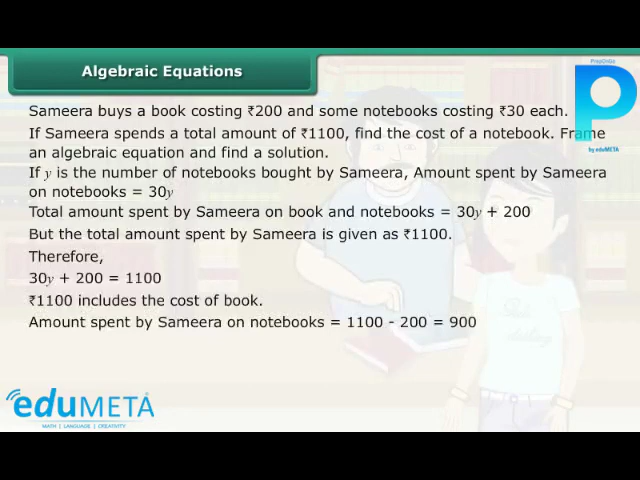 Algebraic Equations
PrepOnGo
P
by eduMETA
Sameera buys a book costing ₹200 and some notebooks costing ₹30 each.
If Sameera spends a total amount of ₹1100, find the cost of a notebook. Frame
an algebraic equation and find a solution.
If y is the number of notebooks bought by Sameera, Amount spent by Sameera
on notebooks = 30y
Total amount spent by Sameera on book and notebooks = 30y + 200
But the total amount spent by Sameera is given as ₹1100.
Therefore,
30y + 200 = 1100
₹1100 includes the cost of book.
Amount spent by Sameera on notebooks = 1100 - 200 = 900
eduMETA
MATH | LANGUAGE | CREATIVITY